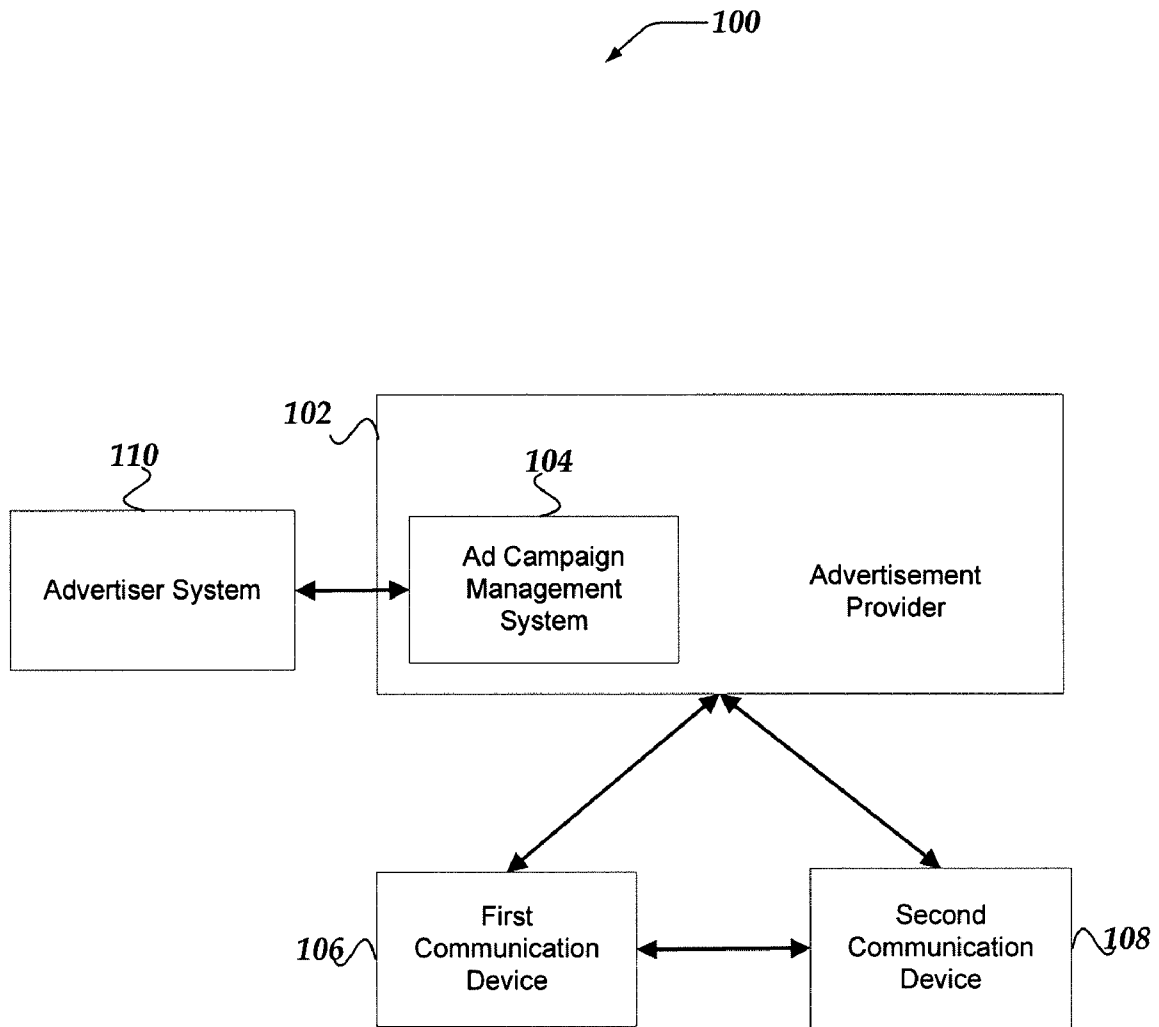 100
102
110
104
Advertiser System
Ad Campaign
Management
System
Advertisement
Provider
First
Communication
Device
106
Second
Communication
Device
108